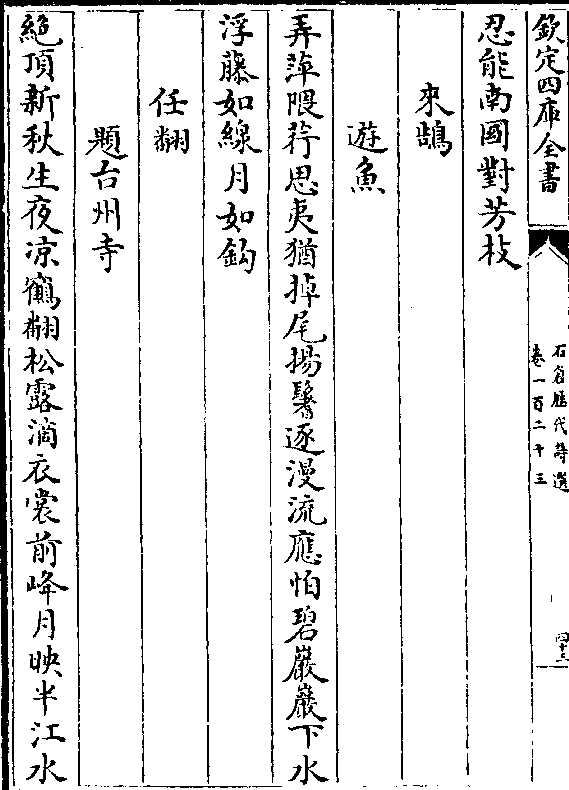 欽定四庫全書
石倉歷代詩選
卷一百二十三
四十三
忍能南國對芳枝
來鵠
遊魚
弄萍隈荇思夷猶掉尾揚鬐逐漫流應怕碧巖巖下水
浮藤如線月如鈎
任翻
題台州寺
絶頂新秋生夜凉鶴翻松露滴衣裳前峰月映半江水